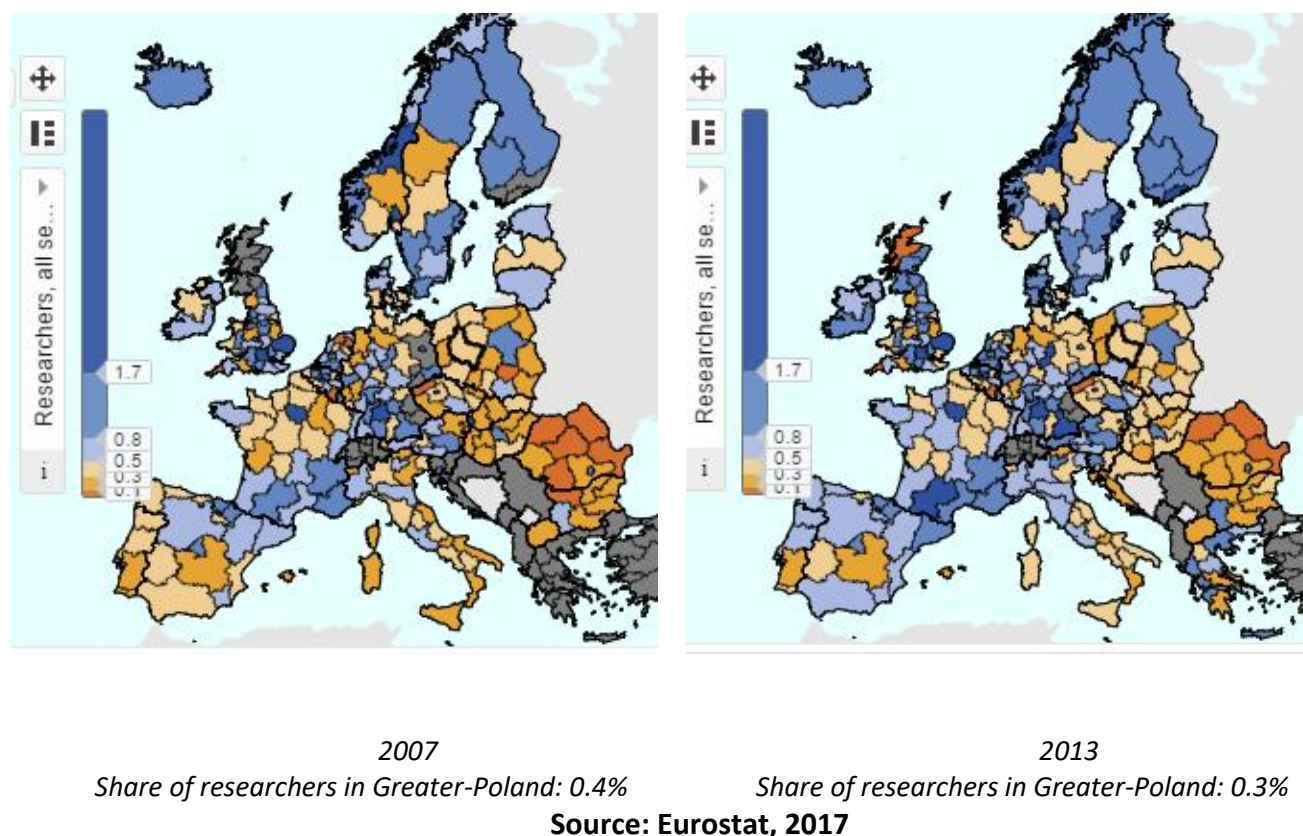 Researchers, all se...
i
1.7
0.8
0.5
0.3
0.1
Researchers, all se...
i
1.7
0.8
0.5
0.3
0.1
2007
Share of researchers in Greater-Poland: 0.4%
2013
Share of researchers in Greater-Poland: 0.3%
Source: Eurostat, 2017